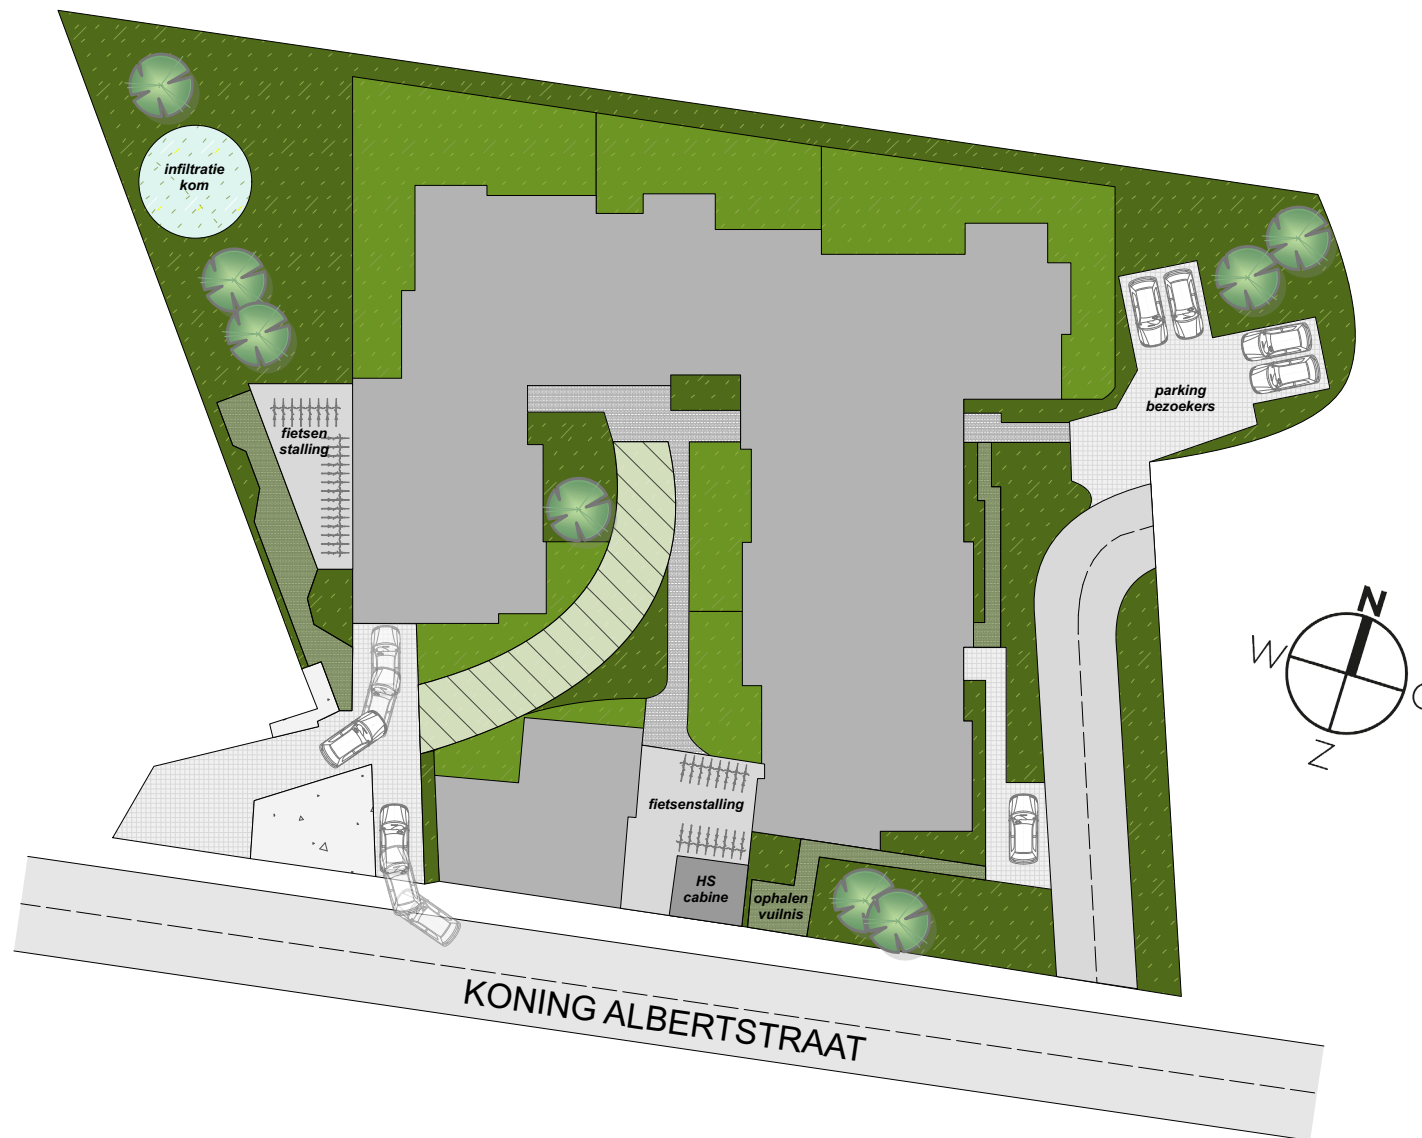 infiltratie
kom
fietsen
stalling
parking
bezoekers
N
W
O
Z
fietsenstalling
HS
cabine
ophalen
vuilnis
KONING ALBERTSTRAAT